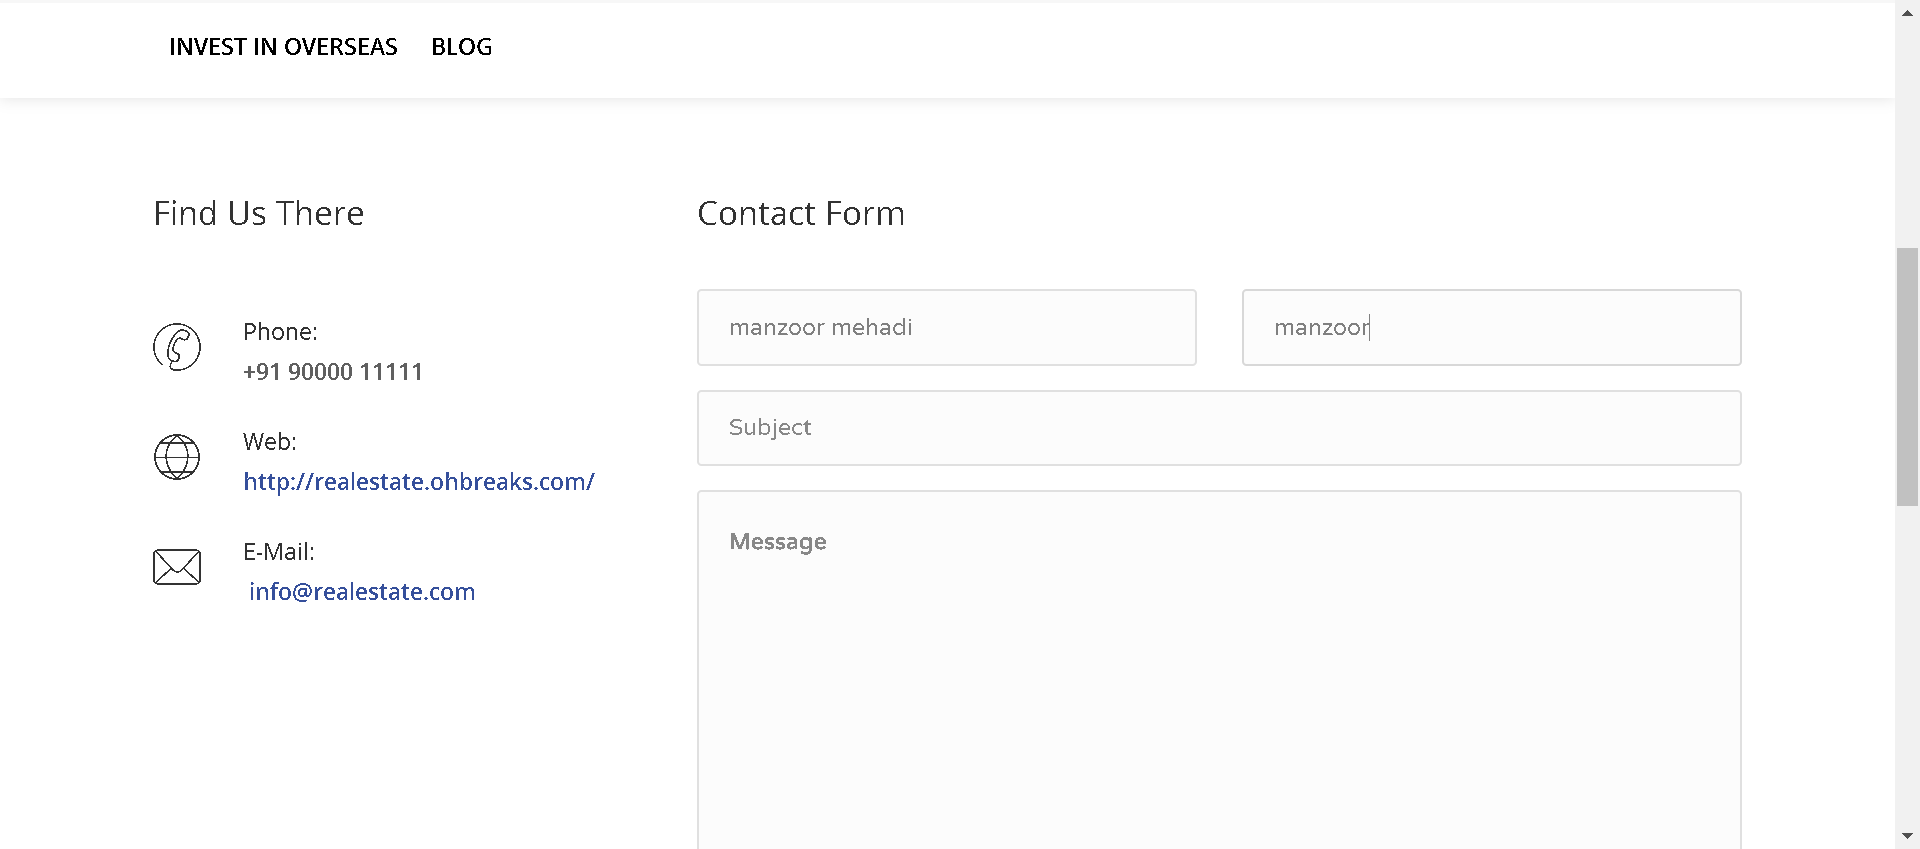 INVEST IN OVERSEAS BLOG
Find Us There
Phone:
+91 90000 11111
Web:
http://realestate.ohbreaks.com/
E-Mail:
info@realestate.com
Contact Form
manzoor mehadi
manzoor
Subject
Message